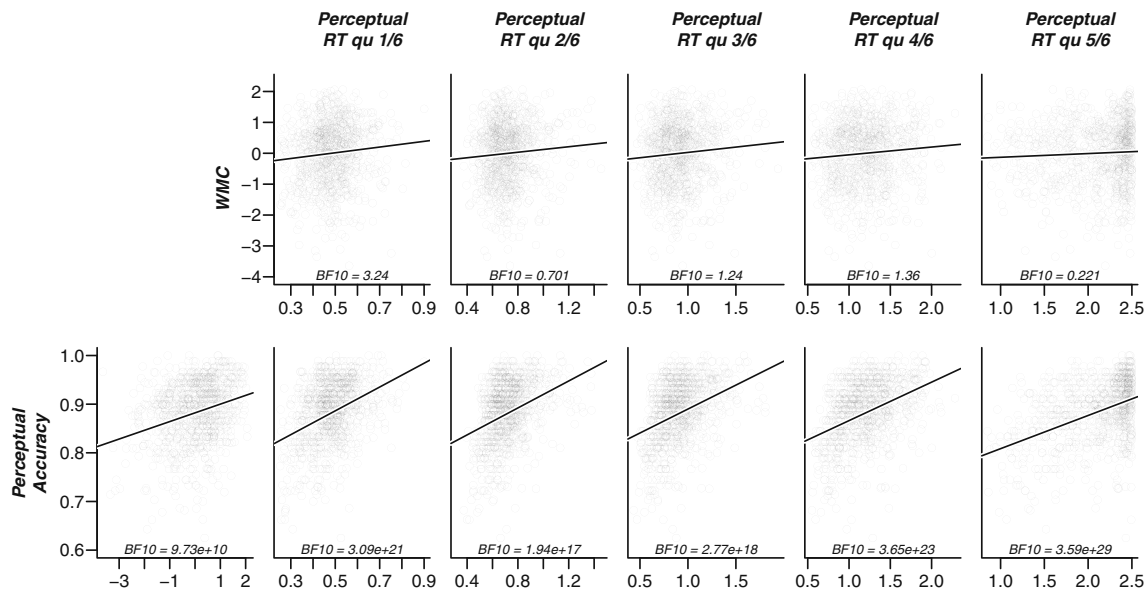 Perceptual RT qu 1/6
Perceptual RT qu 2/6
Perceptual RT qu 3/6
Perceptual RT qu 4/6
Perceptual RT qu 5/6
WMC
2
1
0
−1
−2
−3
−4
BF10 = 3.24
BF10 = 0.701
BF10 = 1.24
BF10 = 1.36
BF10 = 0.221
0.3 0.5 0.7 0.9
0.4 0.8 1.2
0.5 1.0 1.5
0.5 1.0 1.5 2.0
1.0 1.5 2.0 2.5
Perceptual
Accuracy
1.0
0.9
0.8
0.7
0.6
BF10 = 9.73e+10
BF10 = 3.09e+21
BF10 = 1.94e+17
BF10 = 2.77e+18
BF10 = 3.65e+23
BF10 = 3.59e+29
−3 −1 0 1 2
0.3 0.5 0.7 0.9
0.4 0.8 1.2
0.5 1.0 1.5
0.5 1.0 1.5 2.0
1.0 1.5 2.0 2.5